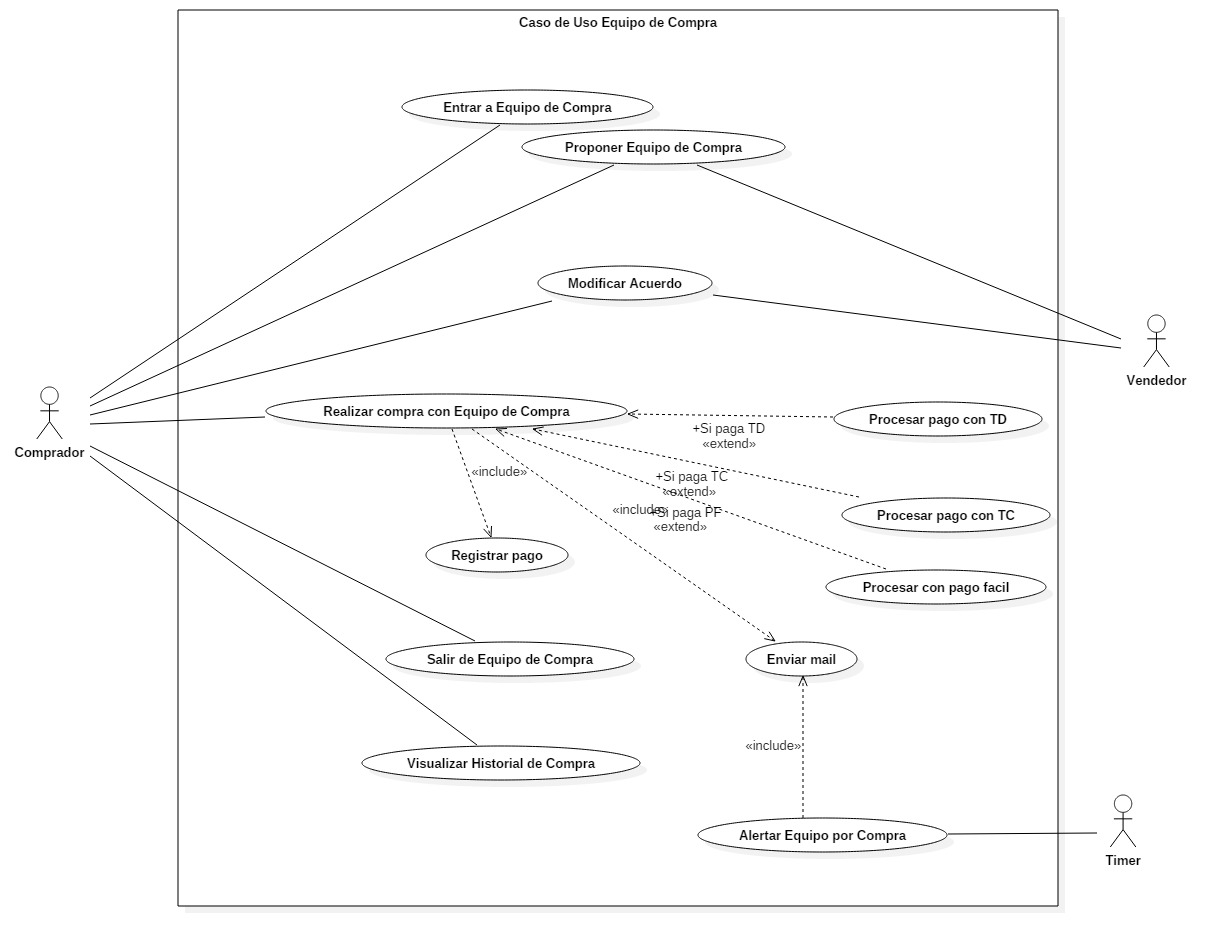 Caso de Uso Equipo de Compra
Entrar a Equipo de Compra
Proponer Equipo de Compra
Modificar Acuerdo
Vendedor
Comprador
Realizar compra con Equipo de Compra
Procesar pago con TD
+Si paga TD
«extend»
«include»
+Si paga TC
«extend»
«include»
+Si paga PF
«extend»
Procesar pago con TC
Registrar pago
Procesar con pago facil
Salir de Equipo de Compra
Enviar mail
«include»
Visualizar Historial de Compra
Alertar Equipo por Compra
Timer